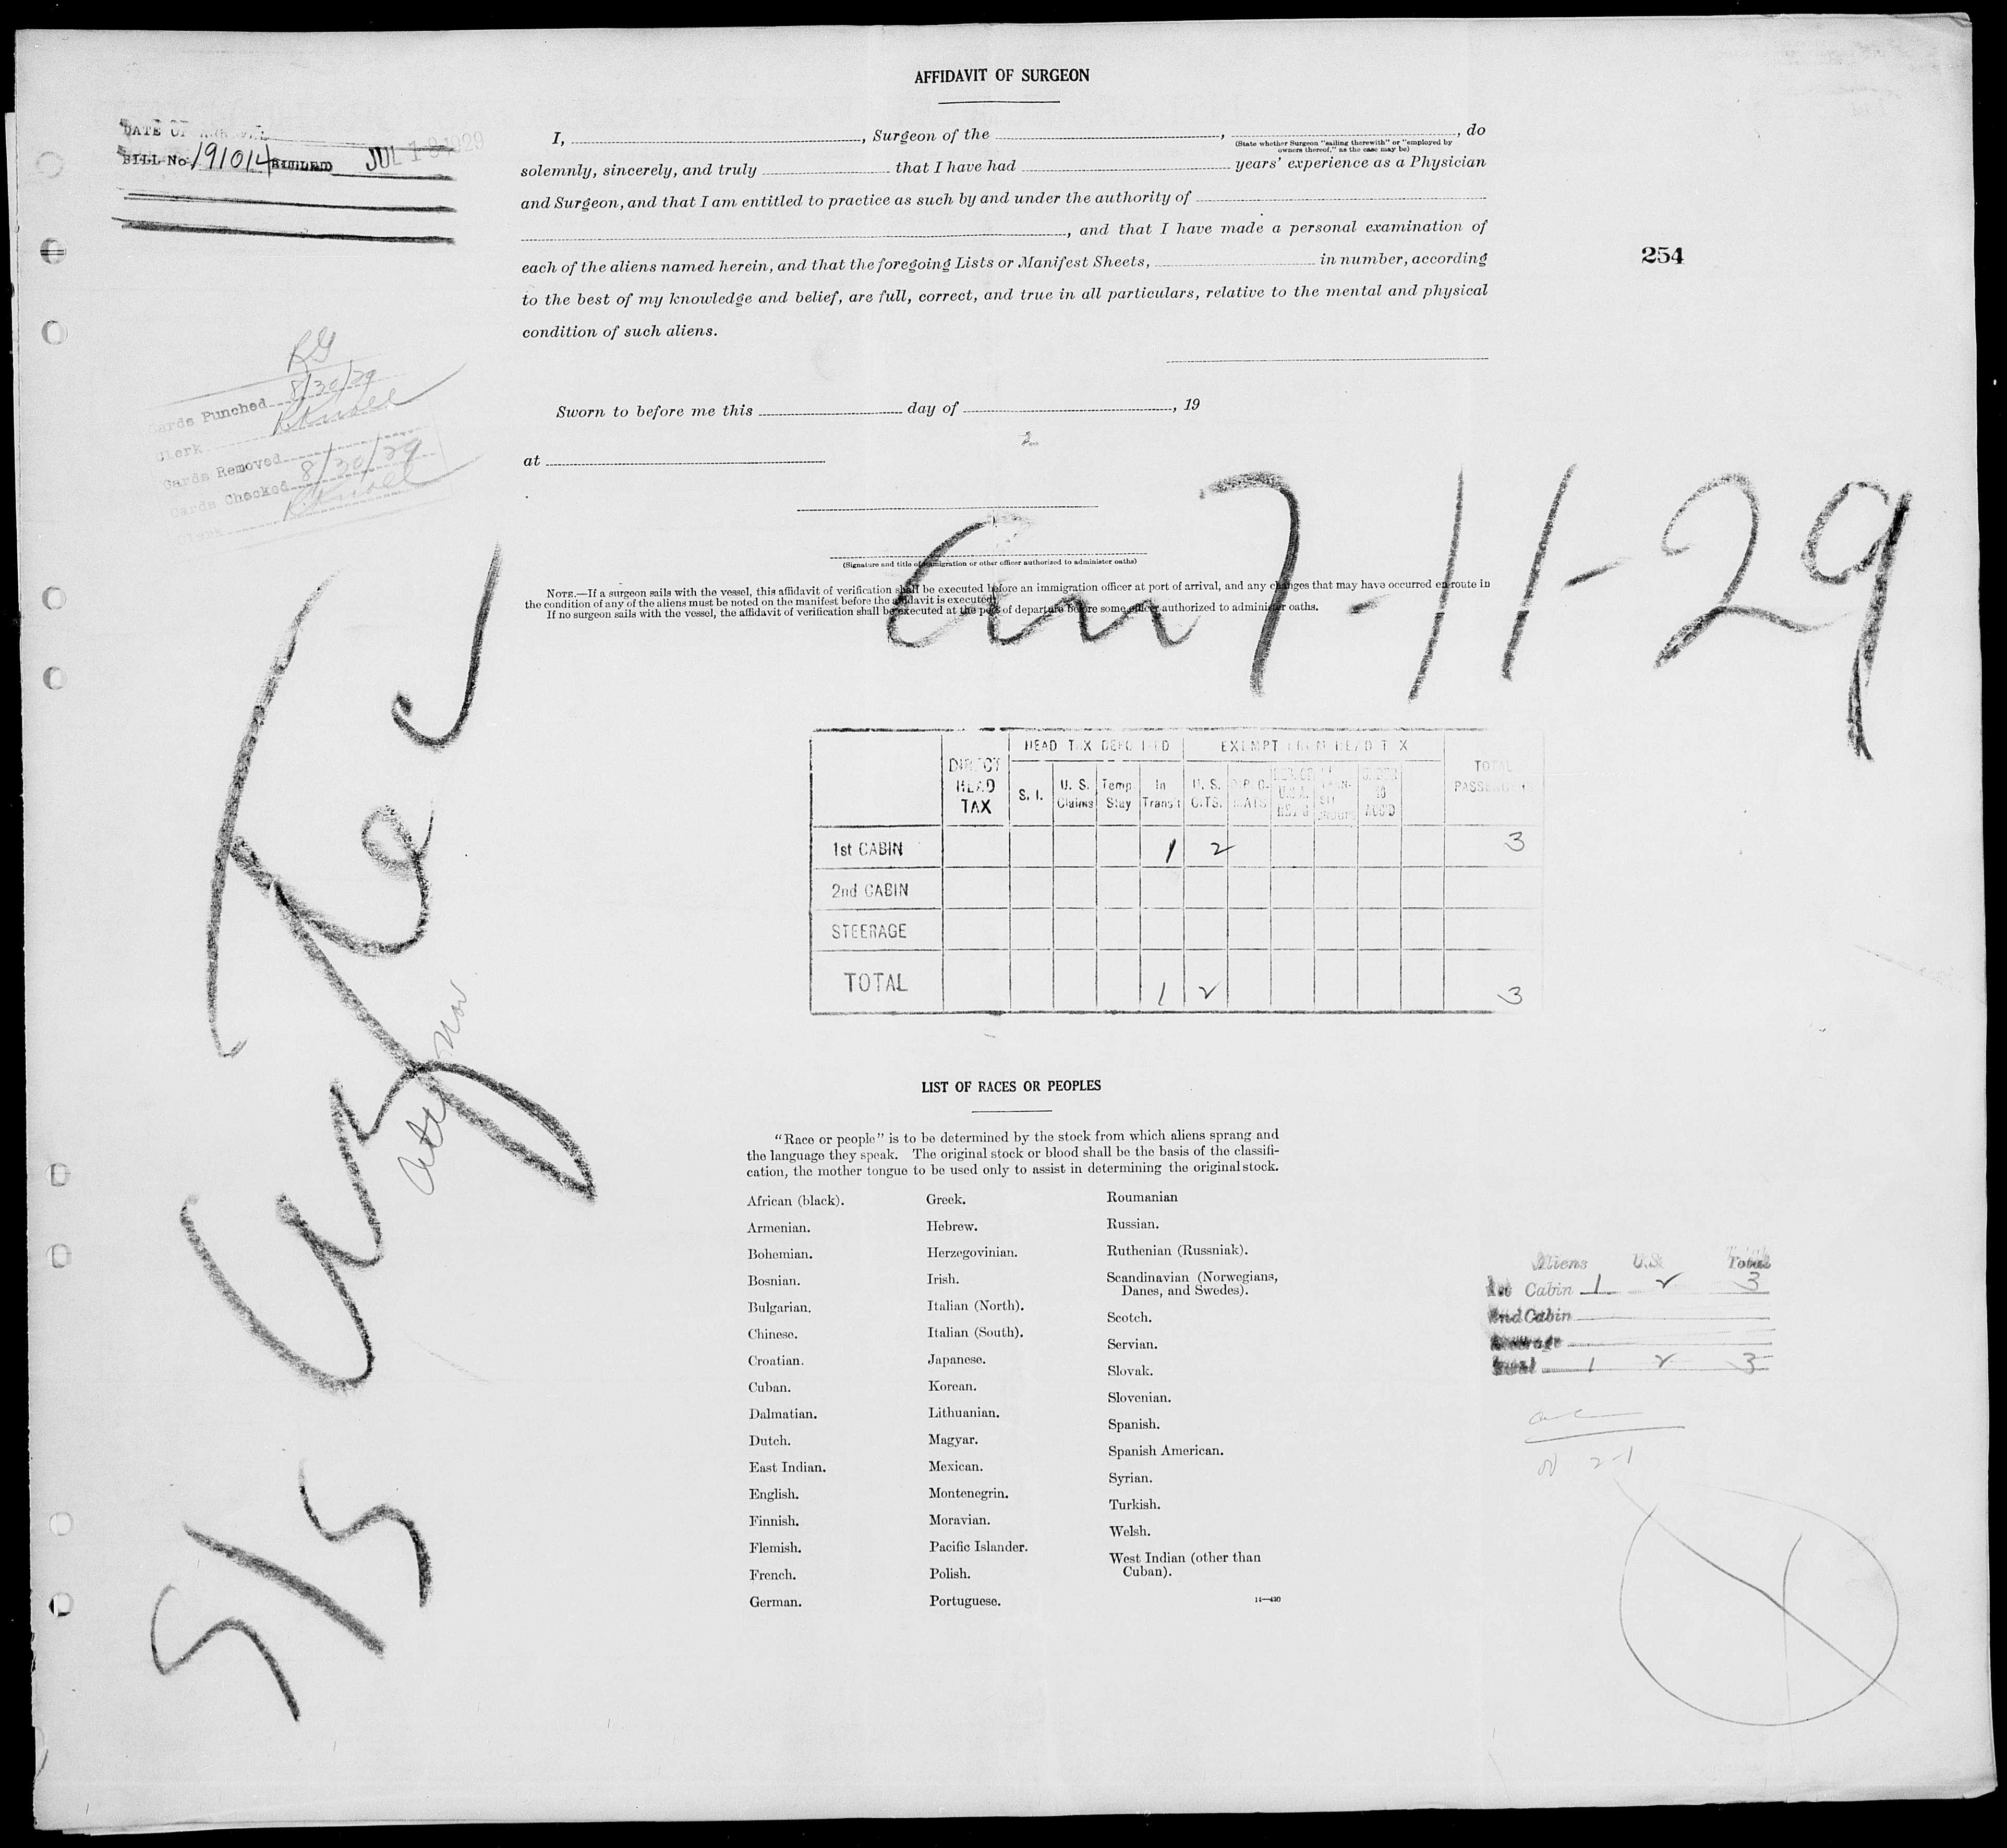 AFFIDAVIT OF SURGEON
DATE OF
BILL No. 191014 BILLED JUL 1 8 1929
I, , Surgeon of the , , do
(State whether Surgeon "sailing therewith" or "employed by
owners thereof," as the case may be)
solemnly, sincerely, and truly that I have had years' experience as a Physician
and Surgeon, and that I am entitled to practice as such by and under the authority of
, and that I have made a personal examination of
254
each of the aliens named herein, and that the foregoing Lists or Manifest Sheets, in number, according
to the best of my knowledge and belief, are full, correct, and true in all particulars, relative to the mental and physical
condition of such aliens.
Cards Punched 8/30/29
Clerk
Cards Removed
Cards Checked 8/30/29
Clerk
Sworn to before me this day of , 19
2
at
(Signature and title of immigration or other officer authorized to administer oaths)
NOTE.—If a surgeon sails with the vessel, this affidavit of verification shall be executed before an immigration officer at port of arrival, and any changes that may have occurred en route in
the condition of any of the aliens must be noted on the manifest before the affidavit is executed.
If no surgeon sails with the vessel, the affidavit of verification shall be executed at the port of departure before some officer authorized to administer oaths.
7-11-29
S/S Aztec
HEAD TAX DEPOSITED EXEMPT FROM HEAD TAX
DIRECT HEAD TAX S. I. U. S. Claims Temp Stay In Transit U. S. CITS. DIPLOMATS TOTAL PASSENGERS
1st CABIN 1 2 3
2nd CABIN
STEERAGE
TOTAL 1 2 3
LIST OF RACES OR PEOPLES
"Race or people" is to be determined by the stock from which aliens sprang and
the language they speak. The original stock or blood shall be the basis of the classifi-
cation, the mother tongue to be used only to assist in determining the original stock.
African (black).
Armenian.
Bohemian.
Bosnian.
Bulgarian.
Chinese.
Croatian.
Cuban.
Dalmatian.
Dutch.
East Indian.
English.
Finnish.
Flemish.
French.
German.
Greek.
Hebrew.
Herzegovinian.
Irish.
Italian (North).
Italian (South).
Japanese.
Korean.
Lithuanian.
Magyar.
Mexican.
Montenegrin.
Moravian.
Pacific Islander.
Polish.
Portuguese.
Roumanian
Russian.
Ruthenian (Russniak).
Scandinavian (Norwegians,
Danes, and Swedes).
Scotch.
Servian.
Slovak.
Slovenian.
Spanish.
Spanish American.
Syrian.
Turkish.
Welsh.
West Indian (other than
Cuban).
14—430
Aliens U.S. Total
1st Cabin 1 2 3
2nd Cabin
Steerage
Total 1 2 3
2-1